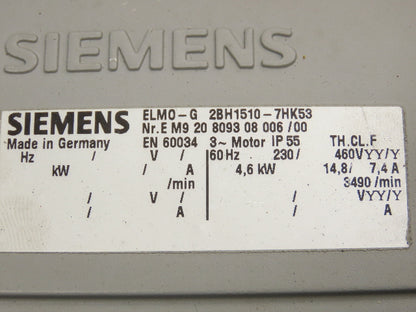 SIEMENS
SIEMENS
ELMO-G 2BH1510-7HK53
Nr.E M9 20 8093 08 006 /00
Made in Germany EN 60034 3~ Motor IP 55 TH.CL.F
Hz / V / 60 Hz 230/ 460VYY/Y
kW / A 4,6 kW 14,8/ 7,4 A
/min 3490 /min
/ V / / VYY/Y
/ A / A